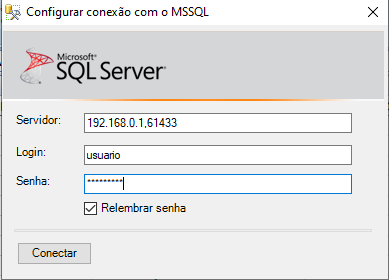 Configurar conexão com o MSSQL
Microsoft
SQL Server
Servidor: 192.168.0.1,61433
Login: usuario
Senha: *********
Relembrar senha
Conectar